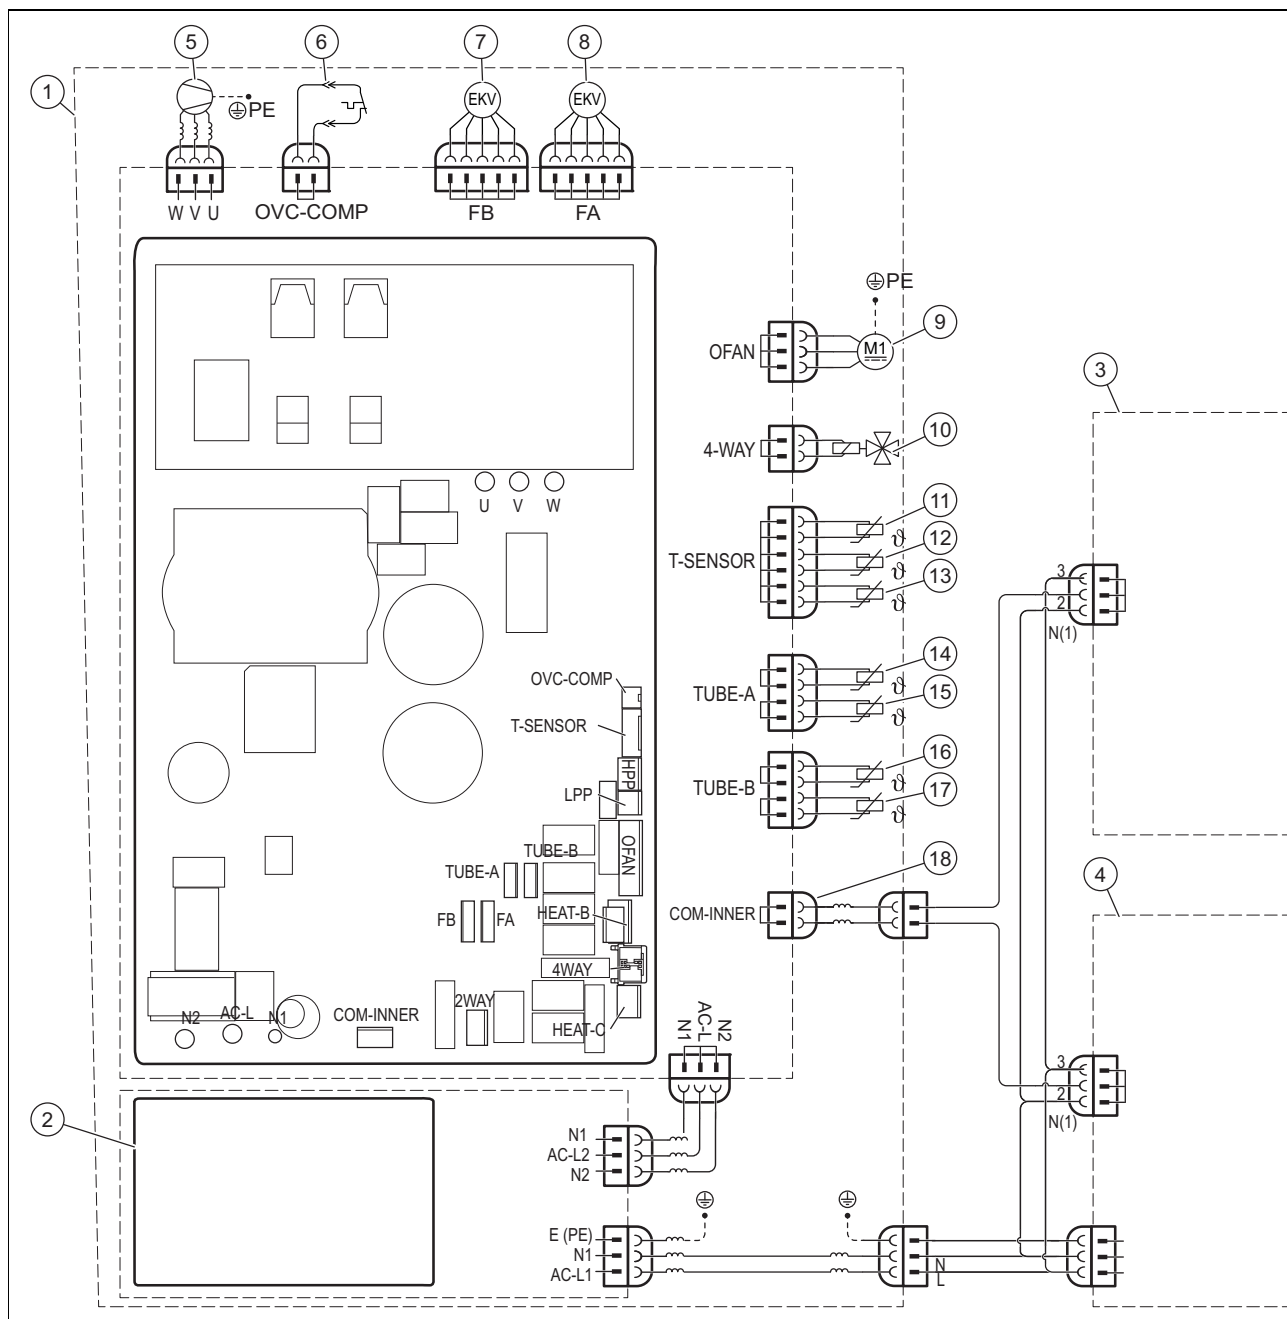 5 6 7 8
1
EKV EKV
PE
W V U OVC-COMP FB FA
PE
9
OFAN M1
3
4-WAY 10
U V W
11
T-SENSOR ϑ 12
ϑ 13
ϑ
3
2
N(1)
14
TUBE-A ϑ 15
ϑ
OVC-COMP
T-SENSOR
HPP
LPP
16
TUBE-B ϑ 17
ϑ
TUBE-B OFAN
TUBE-A
18
4
FB FA HEAT-B
COM-INNER
4WAY
2WAY
N2 AC-L N1 COM-INNER
HEAT-C
N1 AC-L N2
3
2
N(1)
2
N1
AC-L2
N2
E (PE)
N1
AC-L1
N
L